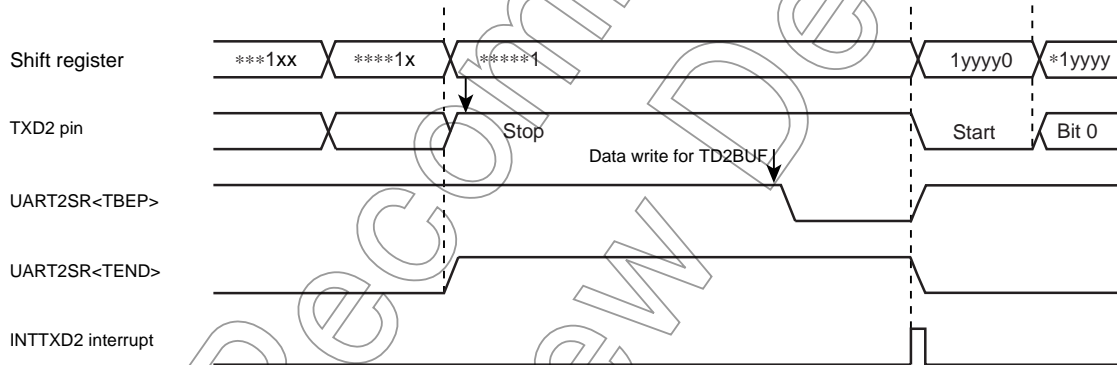 Shift register ***1xx ****1x *****1 1yyyy0 *1yyyy
TXD2 pin Stop Start Bit 0
Data write for TD2BUF
UART2SR<TBEP>
UART2SR<TEND>
INTTXD2 interrupt